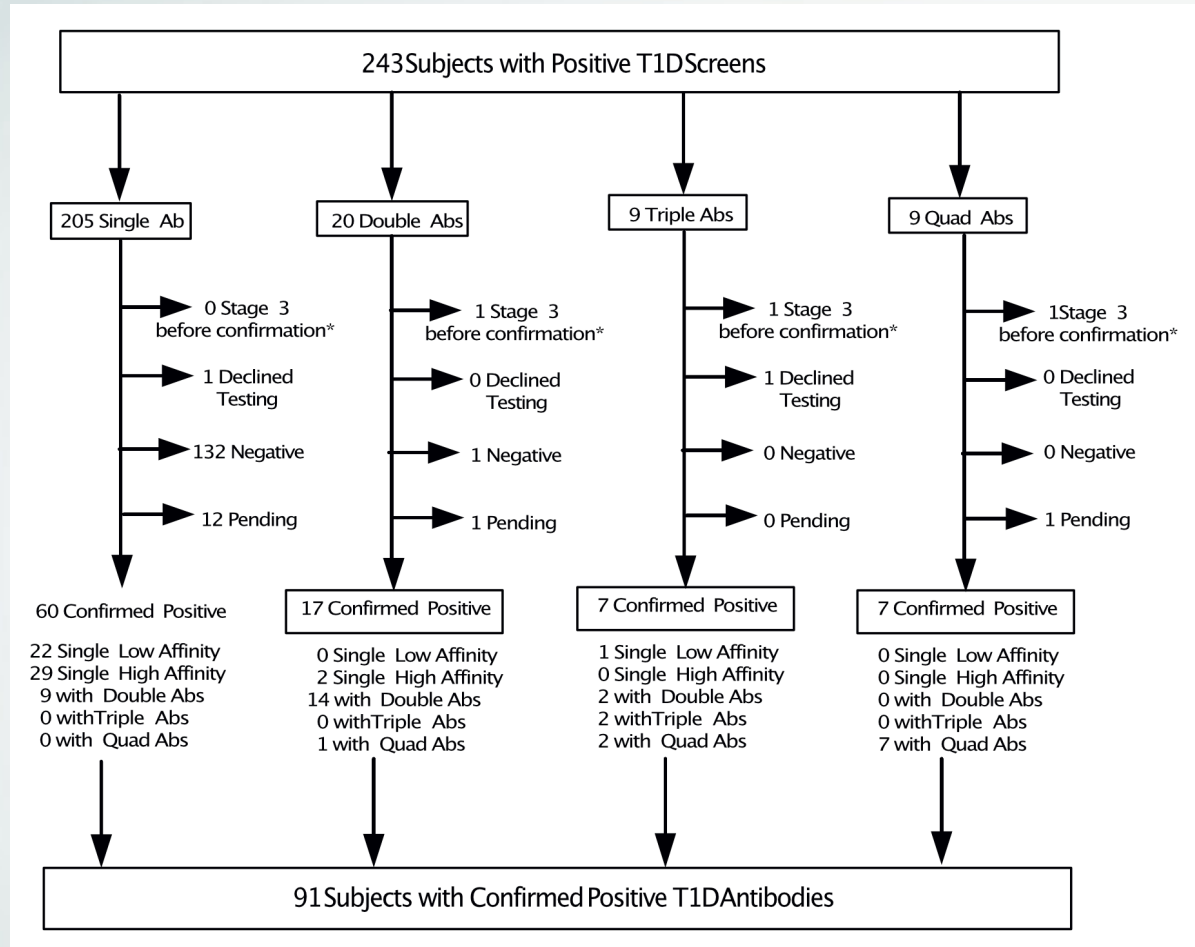 243Subjects with Positive T1DScreens
205 Single Ab
20 Double Abs
9 Triple Abs
9 Quad Abs
0 Stage 3
before confirmation*
1 Declined
Testing
132 Negative
12 Pending
1 Stage 3
before confirmation*
0 Declined
Testing
1 Negative
1 Pending
1 Stage 3
before confirmation*
1 Declined
Testing
0 Negative
0 Pending
1Stage 3
before confirmation*
0 Declined
Testing
0 Negative
1 Pending
60 Confirmed Positive
22 Single Low Affinity
29 Single High Affinity
9 with Double Abs
0 withTriple Abs
0 with Quad Abs
17 Confirmed Positive
0 Single Low Affinity
2 Single High Affinity
14 with Double Abs
0 withTriple Abs
1 with Quad Abs
7 Confirmed Positive
1 Single Low Affinity
0 Single High Affinity
2 with Double Abs
2 withTriple Abs
2 with Quad Abs
7 Confirmed Positive
0 Single Low Affinity
0 Single High Affinity
0 with Double Abs
0 withTriple Abs
7 with Quad Abs
91Subjects with Confirmed Positive T1DAntibodies